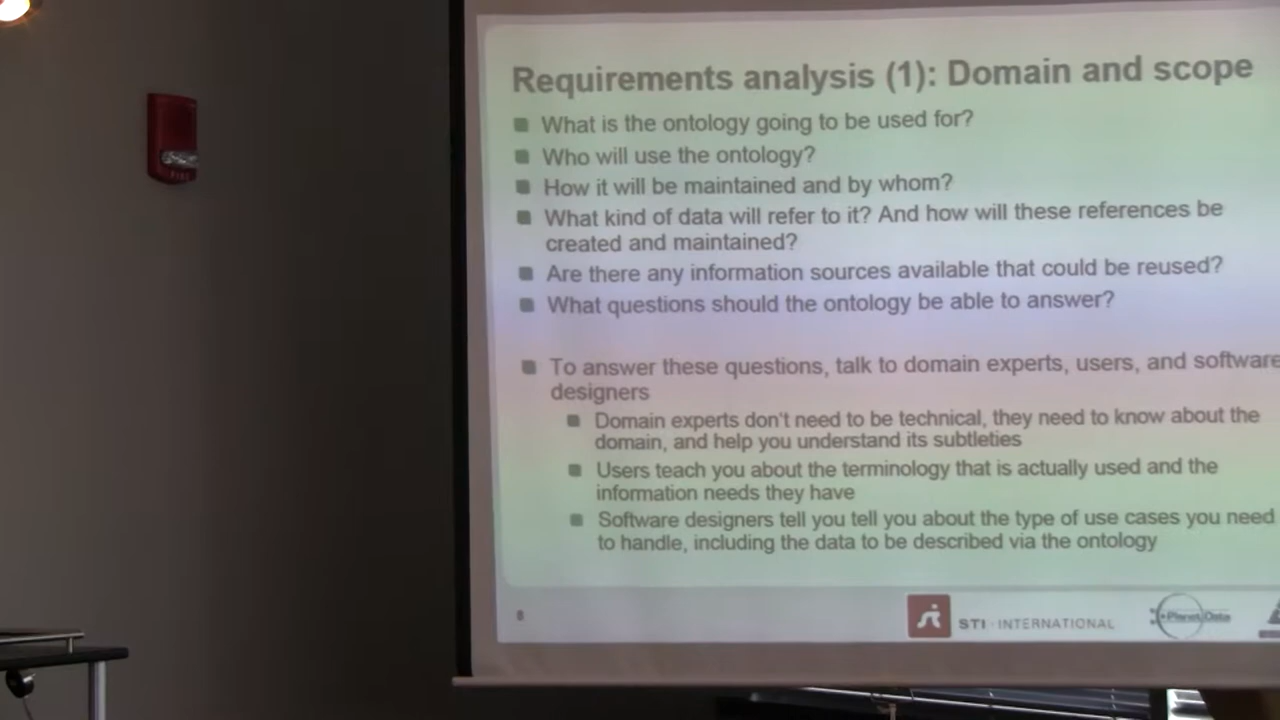 Requirements analysis (1): Domain and scope
What is the ontology going to be used for?
Who will use the ontology?
How it will be maintained and by whom?
What kind of data will refer to it? And how will these references be
created and maintained?
Are there any information sources available that could be reused?
What questions should the ontology be able to answer?
To answer these questions, talk to domain experts, users, and software
designers
Domain experts don't need to be technical, they need to know about the
domain, and help you understand its subtleties
Users teach you about the terminology that is actually used and the
information needs they have
Software designers tell you tell you about the type of use cases you need
to handle, including the data to be described via the ontology
STI · INTERNATIONAL
PlanetData